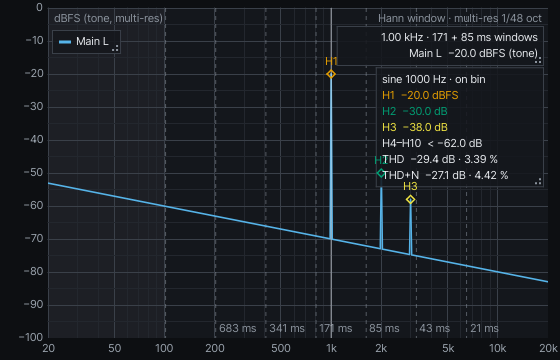 dBFS (tone, multi-res)
Hann window · multi-res 1/48 oct
Main L
1.00 kHz · 171 + 85 ms windows
Main L −20.0 dBFS (tone)
sine 1000 Hz · on bin
H1 −20.0 dBFS
H2 −30.0 dB
H3 −38.0 dB
H4–H10 < −62.0 dB
THD −29.4 dB · 3.39 %
THD+N −27.1 dB · 4.42 %
H1
H2
H3
0
−10
−20
−30
−40
−50
−60
−70
−80
−90
−100
683 ms
341 ms
171 ms
85 ms
43 ms
21 ms
20
50
100
200
500
1k
2k
5k
10k
20k